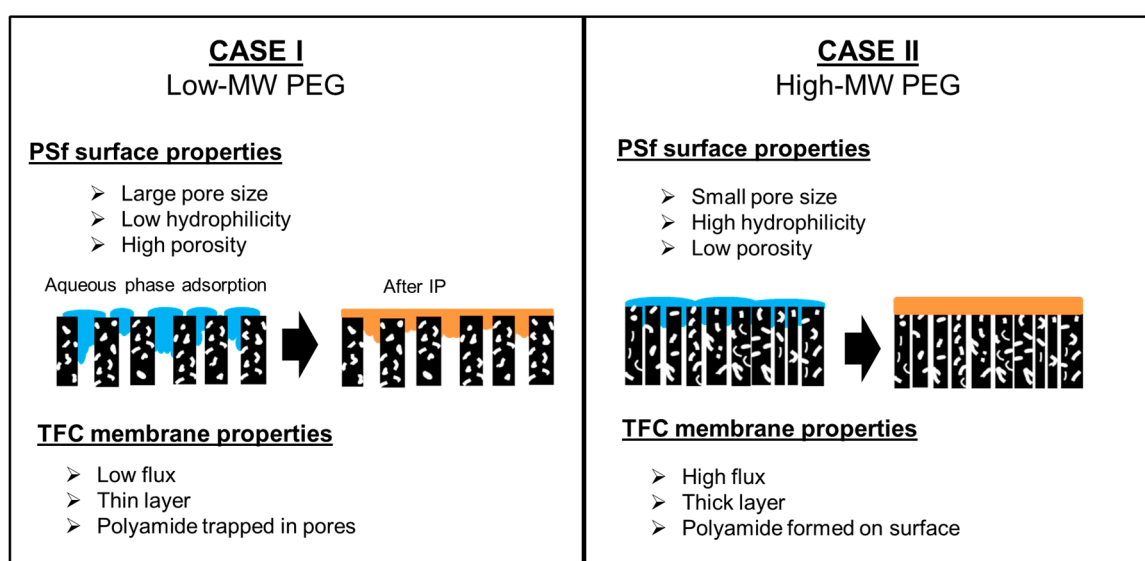 CASE I
Low-MW PEG
PSf surface properties
➢ Large pore size
➢ Low hydrophilicity
➢ High porosity
Aqueous phase adsorption
After IP
TFC membrane properties
➢ Low flux
➢ Thin layer
➢ Polyamide trapped in pores
CASE II
High-MW PEG
PSf surface properties
➢ Small pore size
➢ High hydrophilicity
➢ Low porosity
TFC membrane properties
➢ High flux
➢ Thick layer
➢ Polyamide formed on surface